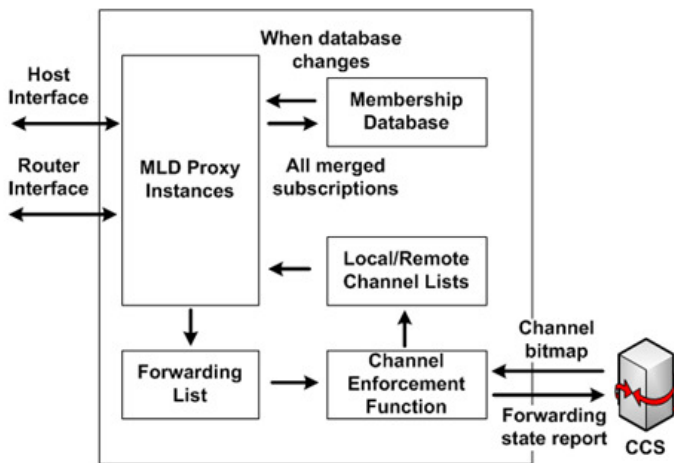 When database
changes
Host
Interface
Membership
Database
Router
Interface
MLD Proxy
Instances
All merged
subscriptions
Local/Remote
Channel Lists
Forwarding
List
Channel
Enforcement
Function
Channel
bitmap
Forwarding
state report
CCS